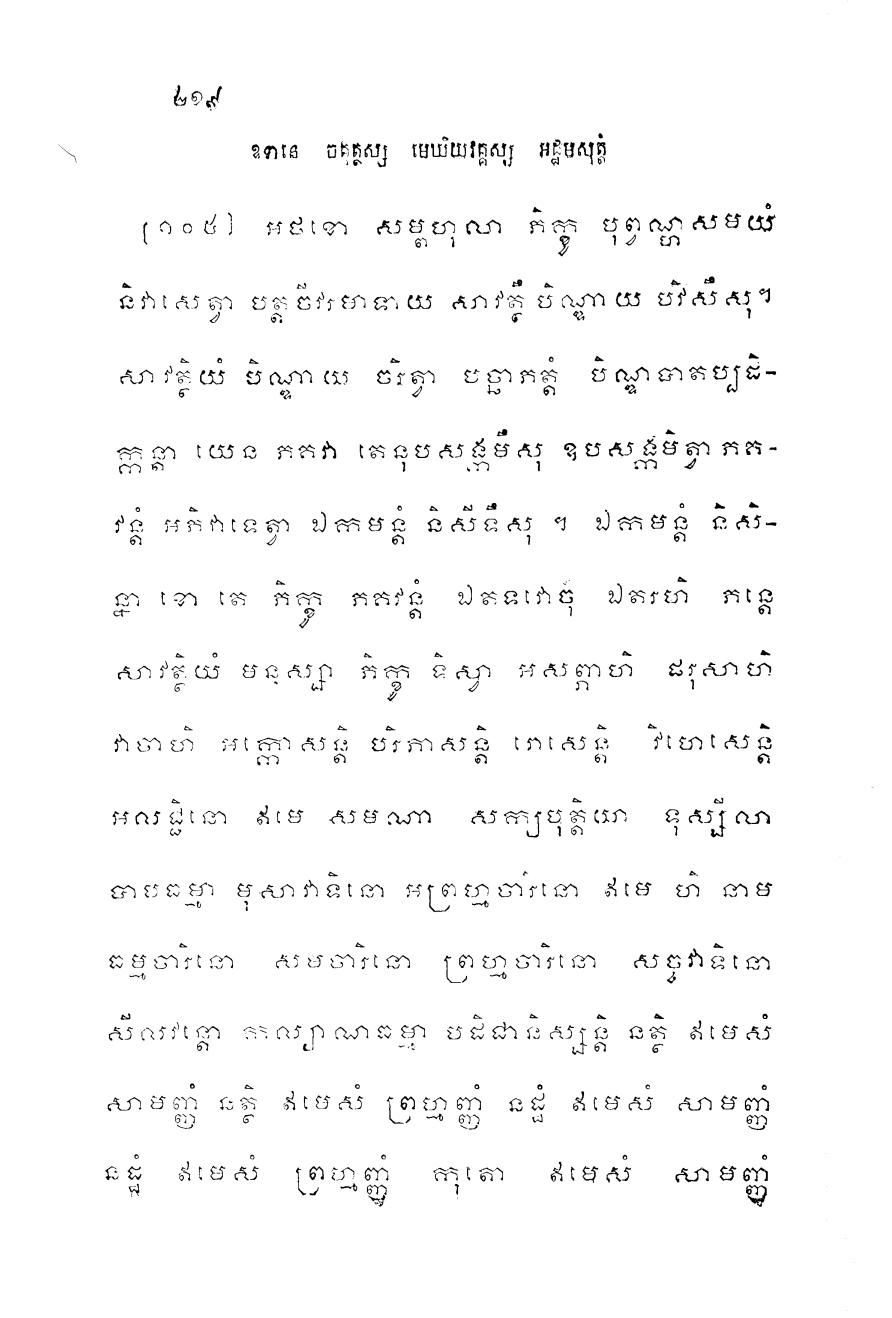 ២១៩
ឧទានេ ចតុត្ថស្ស មេឃិយវគ្គស្ស អដ្ឋមសុត្តំ
[១០៥] អថខោ សម្ពហុលា ភិក្ខូ បុព្វណ្ហសមយំ
និវាសេត្វា បត្តចីវរមាទាយ សាវត្ថឹ បិណ្ឌាយ បវិសឹសុ។
សាវត្ថិយំ បិណ្ឌាយ ចរិត្វា បច្ឆាភត្តំ បិណ្ឌបាតប្បដិ-
ក្កន្តា យេន ភគវា តេនុបសង្កមឹសុ ឧបសង្កមិត្វា ភគ-
វន្តំ អភិវាទេត្វា ឯកមន្តំ និសីទឹសុ ។ ឯកមន្តំ និសិ-
ន្នា ខោ តេ ភិក្ខូ ភគវន្តំ ឯតទវោចុំ ឯតរហិ ភន្តេ
សាវត្ថិយំ មនុស្សា ភិក្ខូ ទិស្វា អសព្ភាហិ ផរុសាហិ
វាចាហិ អក្កោសន្តិ បរិភាសន្តិ រោសេន្តិ វិហេសេន្តិ
អលជ្ជិនោ ឥមេ សមណា សក្យបុត្តិយា ទុស្សីលា
បាបធម្មា មុសាវាទិនោ អព្រហ្មចារិនោ ឥមេ ហិ នាម
ធម្មចារិនោ សមចារិនោ ព្រហ្មចារិនោ សច្ចវាទិនោ
សីលវន្តោ កល្យាណធម្មា បដិជានិស្សន្តិ នត្ថិ ឥមេសំ
សាមញ្ញំ នត្ថិ ឥមេសំ ព្រហ្មញ្ញំ នដ្ឋំ ឥមេសំ សាមញ្ញំ
នដ្ឋំ ឥមេសំ ព្រហ្មញ្ញំ កុតោ ឥមេសំ សាមញ្ញំ